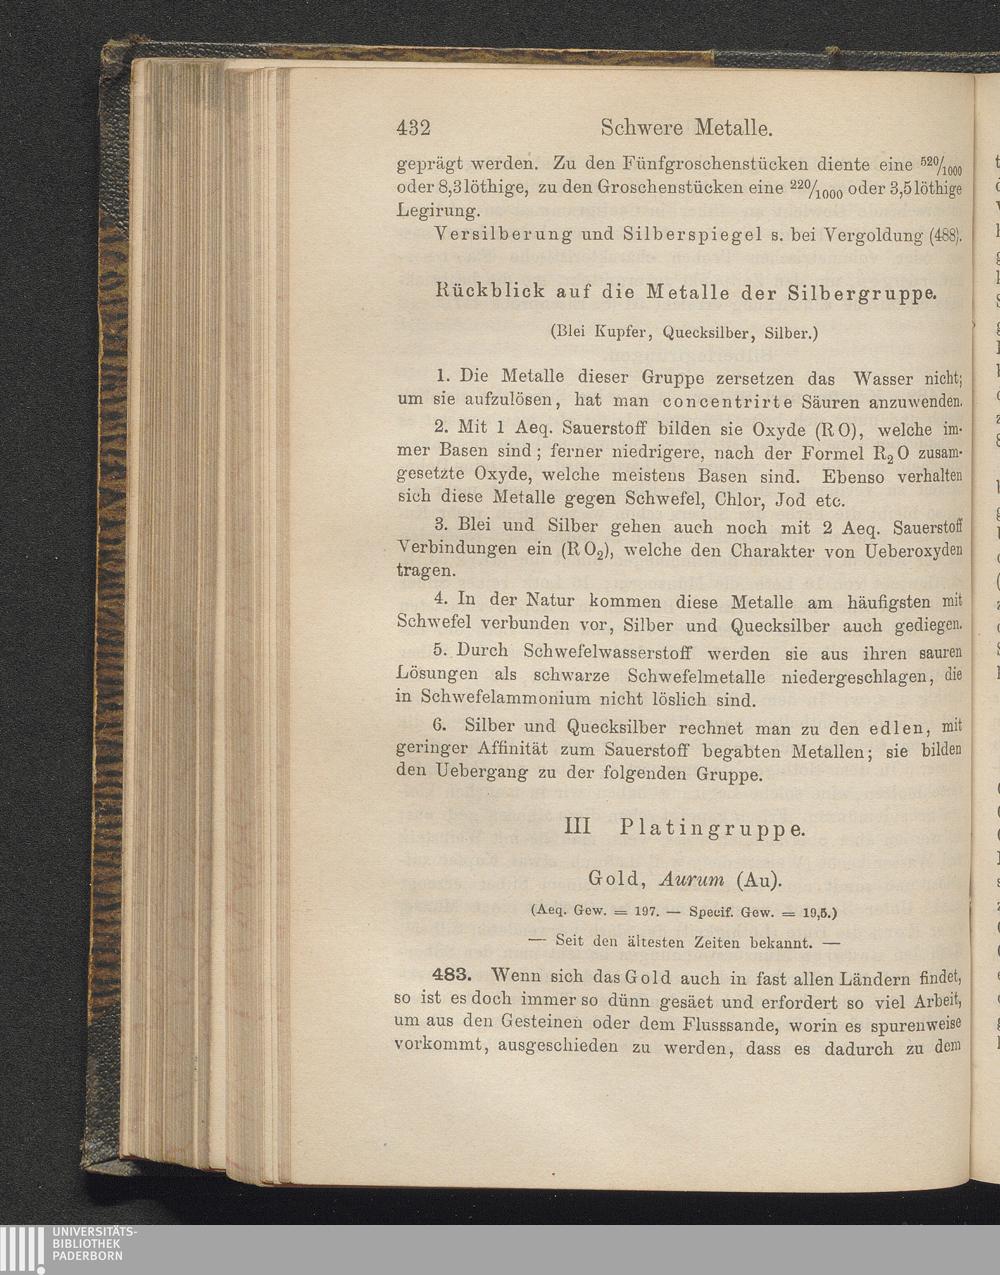 432 Schwere Metalle.
geprägt werden. Zu den Fünfgroschenstücken diente eine 520/1000
oder 8,3löthige, zu den Groschenstücken eine 220/1000 oder 3,5löthige
Legirung.
Versilberung und Silberspiegel s. bei Vergoldung (488).
Rückblick auf die Metalle der Silbergruppe.
(Blei Kupfer, Quecksilber, Silber.)
1. Die Metalle dieser Gruppe zersetzen das Wasser nicht;
um sie aufzulösen, hat man concentrirte Säuren anzuwenden.
2. Mit 1 Aeq. Sauerstoff bilden sie Oxyde (RO), welche im-
mer Basen sind; ferner niedrigere, nach der Formel R₂O zusam-
gesetzte Oxyde, welche meistens Basen sind. Ebenso verhalten
sich diese Metalle gegen Schwefel, Chlor, Jod etc.
3. Blei und Silber gehen auch noch mit 2 Aeq. Sauerstoff
Verbindungen ein (RO₂), welche den Charakter von Ueberoxyden
tragen.
4. In der Natur kommen diese Metalle am häufigsten mit
Schwefel verbunden vor, Silber und Quecksilber auch gediegen.
5. Durch Schwefelwasserstoff werden sie aus ihren sauren
Lösungen als schwarze Schwefelmetalle niedergeschlagen, die
in Schwefelammonium nicht löslich sind.
6. Silber und Quecksilber rechnet man zu den edlen, mit
geringer Affinität zum Sauerstoff begabten Metallen; sie bilden
den Uebergang zu der folgenden Gruppe.
III Platingruppe.
Gold, Aurum (Au).
(Aeq. Gew. = 197. — Specif. Gew. = 19,5.)
— Seit den ältesten Zeiten bekannt. —
483. Wenn sich das Gold auch in fast allen Ländern findet,
so ist es doch immer so dünn gesäet und erfordert so viel Arbeit,
um aus den Gesteinen oder dem Flusssande, worin es spurenweise
vorkommt, ausgeschieden zu werden, dass es dadurch zu dem
UNIVERSITÄTS-
BIBLIOTHEK
PADERBORN